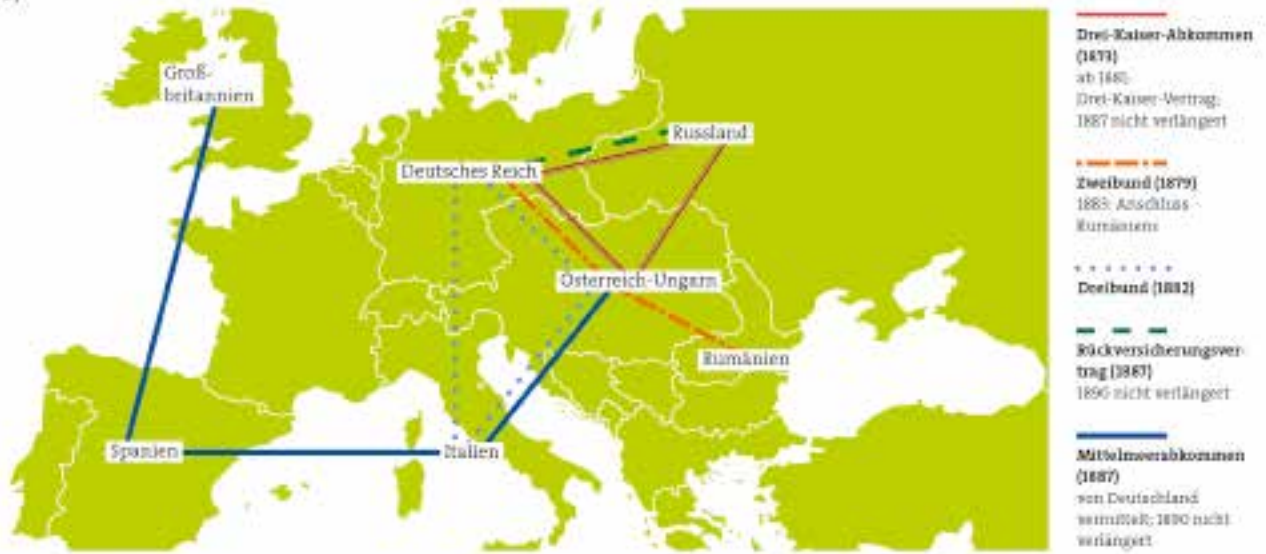 Groß-
britannien
Russland
Deutsches Reich
Österreich-Ungarn
Rumänien
Spanien
Italien
Drei-Kaiser-Abkommen
(1873)
ab 1881:
Drei-Kaiser-Vertrag;
1887 nicht verlängert
Zweibund (1879)
1883: Anschluss
Rumäniens
Dreibund (1882)
Rückversicherungsver-
trag (1887)
1890 nicht verlängert
Mittelmeerabkommen
(1887)
von Deutschland
vermittelt; 1890 nicht
verlängert